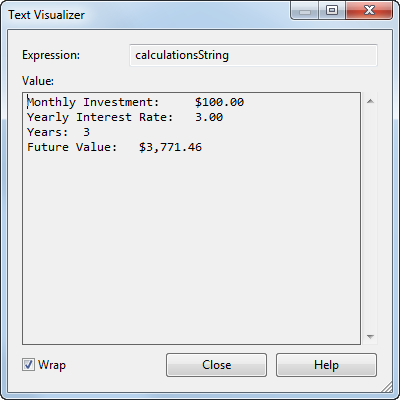 Text Visualizer
Expression: calculationsString
Value:
Monthly Investment:     $100.00
Yearly Interest Rate:   3.00
Years:  3
Future Value:   $3,771.46
Wrap Close Help